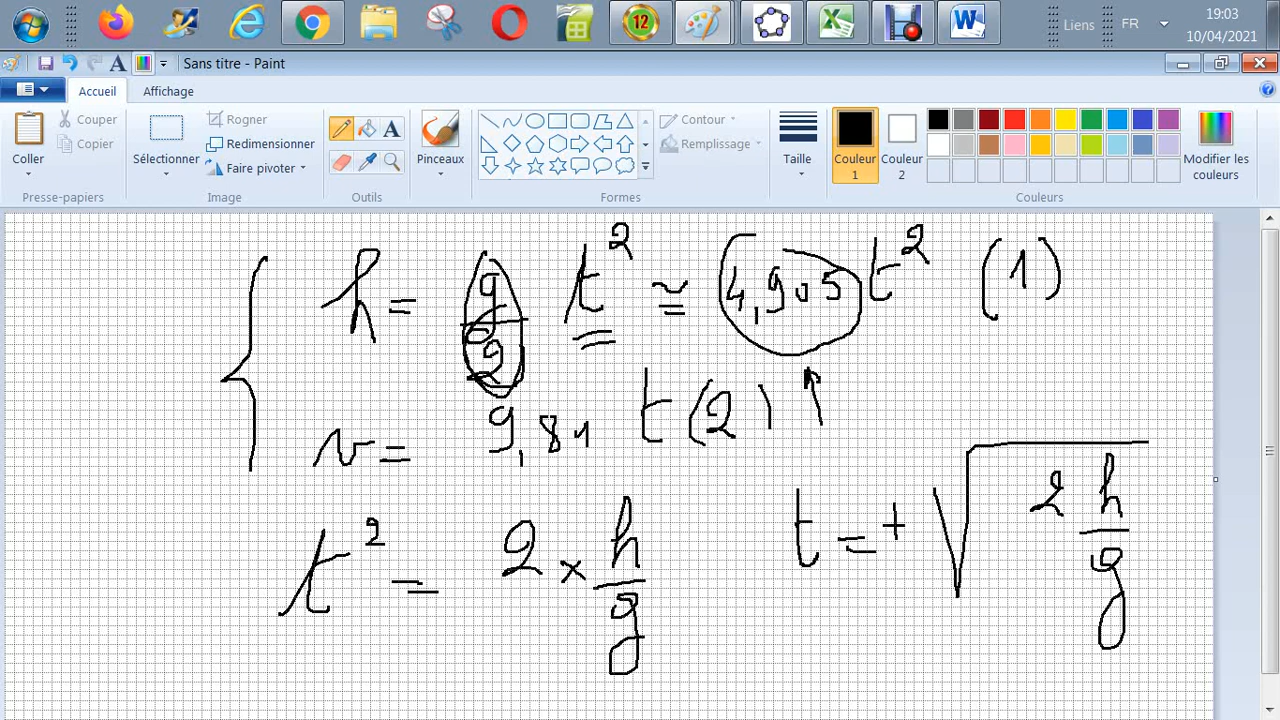 19:03
Liens FR 10/04/2021
12
Sans titre - Paint
Accueil Affichage
Coller Couper Copier
Sélectionner Rogner Redimensionner Faire pivoter
Pinceaux
Contour Remplissage
Taille Couleur 1 Couleur 2 Modifier les couleurs
Presse-papiers Image Outils Formes Couleurs
h = g/2 t² ≃ 4,905 t² (1)
v = 9,81 t (2)
t² = 2 × h/g t = + √(2 h/g)